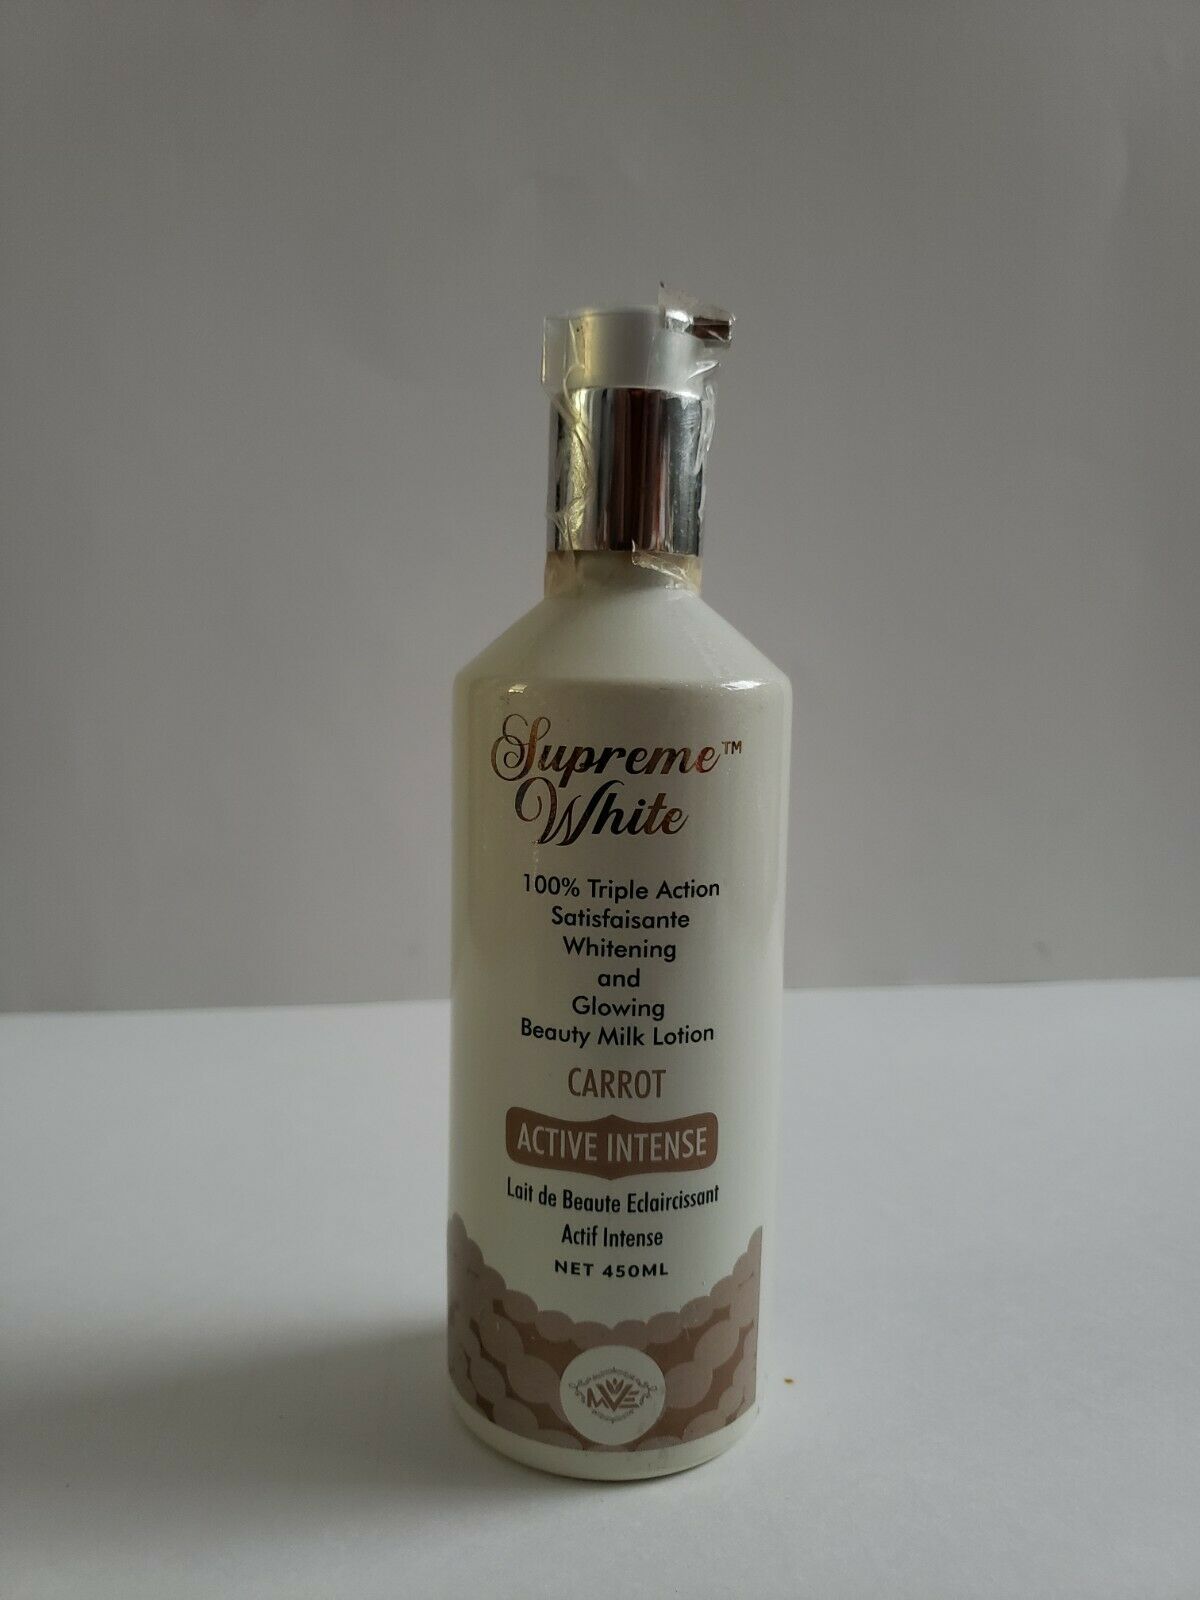 Supreme™
White
100% Triple Action
Satisfaisante
Whitening
and
Glowing
Beauty Milk Lotion
CARROT
ACTIVE INTENSE
Lait de Beaute Eclaircissant
Actif Intense
NET 450ML
MVE